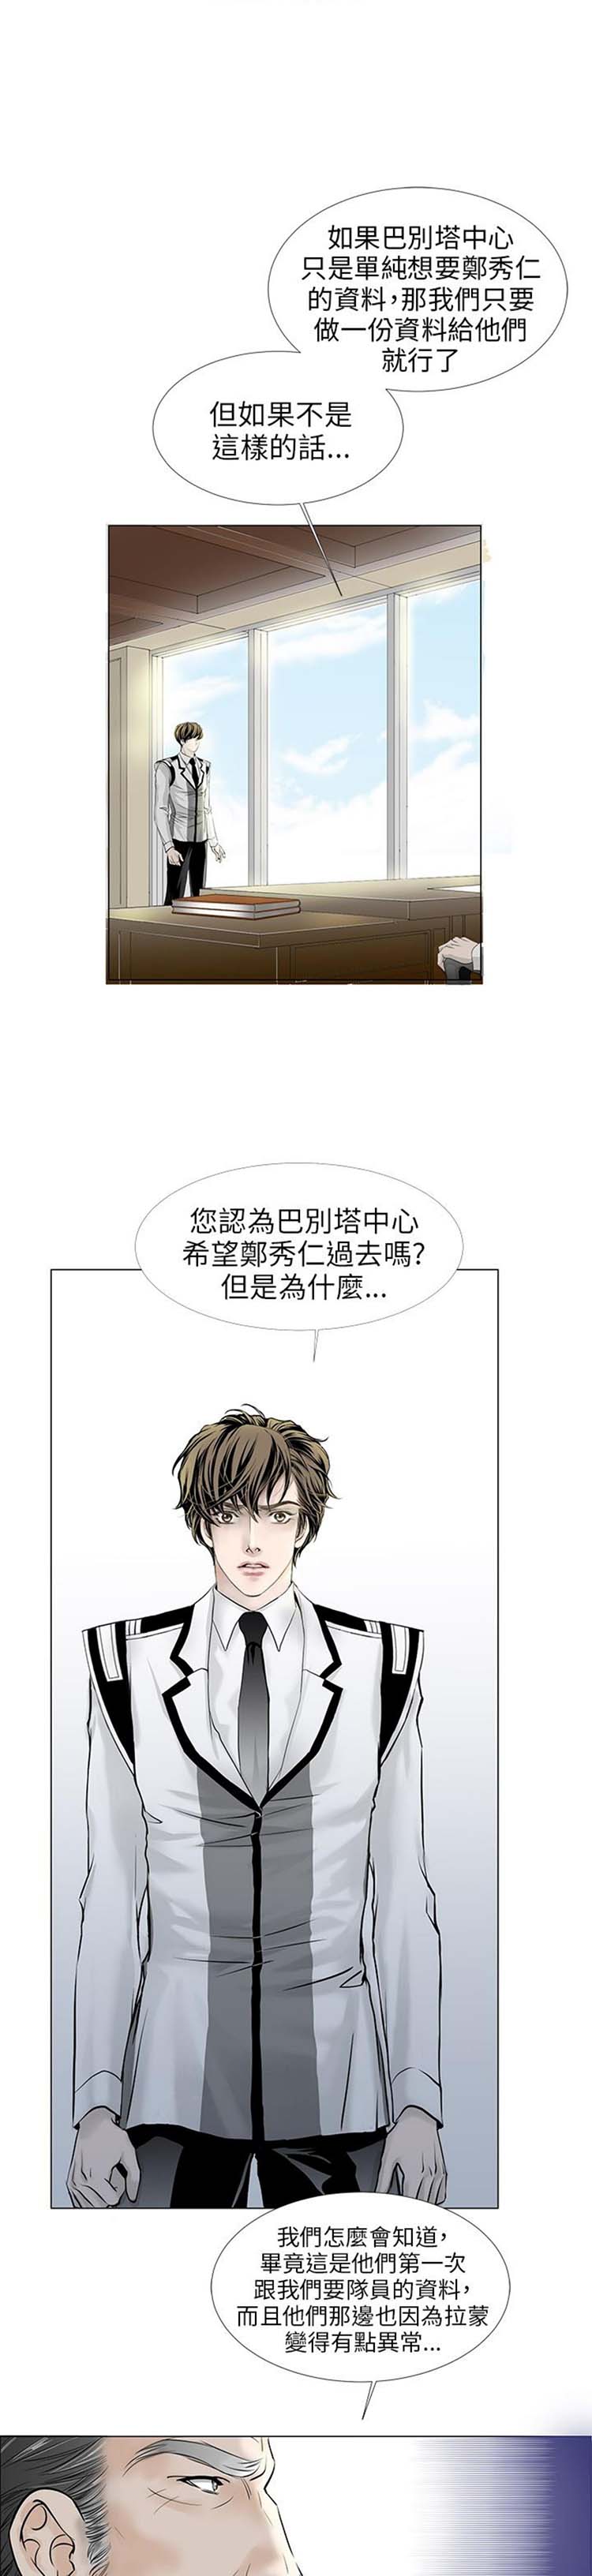 如果巴別塔中心
只是單純想要鄭秀仁
的資料，那我們只要
做一份資料給他們
就行了
但如果不是
這樣的話...
您認為巴別塔中心
希望鄭秀仁過去嗎?
但是為什麼...
我們怎麼會知道，
畢竟這是他們第一次
跟我們要隊員的資料，
而且他們那邊也因為拉蒙
變得有點異常...